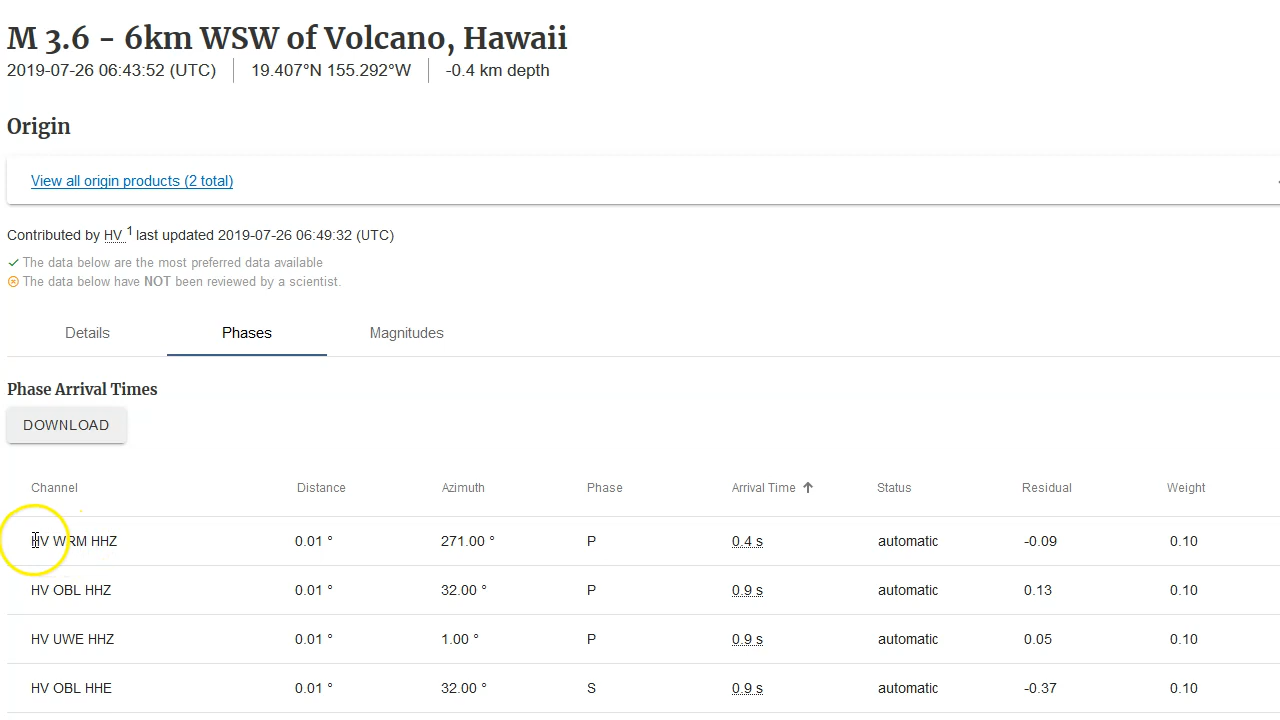 M 3.6 - 6km WSW of Volcano, Hawaii
2019-07-26 06:43:52 (UTC) 19.407°N 155.292°W -0.4 km depth
Origin
View all origin products (2 total)
Contributed by HV 1 last updated 2019-07-26 06:49:32 (UTC)
The data below are the most preferred data available
The data below have NOT been reviewed by a scientist.
Details Phases Magnitudes
Phase Arrival Times
DOWNLOAD
Channel Distance Azimuth Phase Arrival Time Status Residual Weight
HV WRM HHZ 0.01 ° 271.00 ° P 0.4 s automatic -0.09 0.10
HV OBL HHZ 0.01 ° 32.00 ° P 0.9 s automatic 0.13 0.10
HV UWE HHZ 0.01 ° 1.00 ° P 0.9 s automatic 0.05 0.10
HV OBL HHE 0.01 ° 32.00 ° S 0.9 s automatic -0.37 0.10